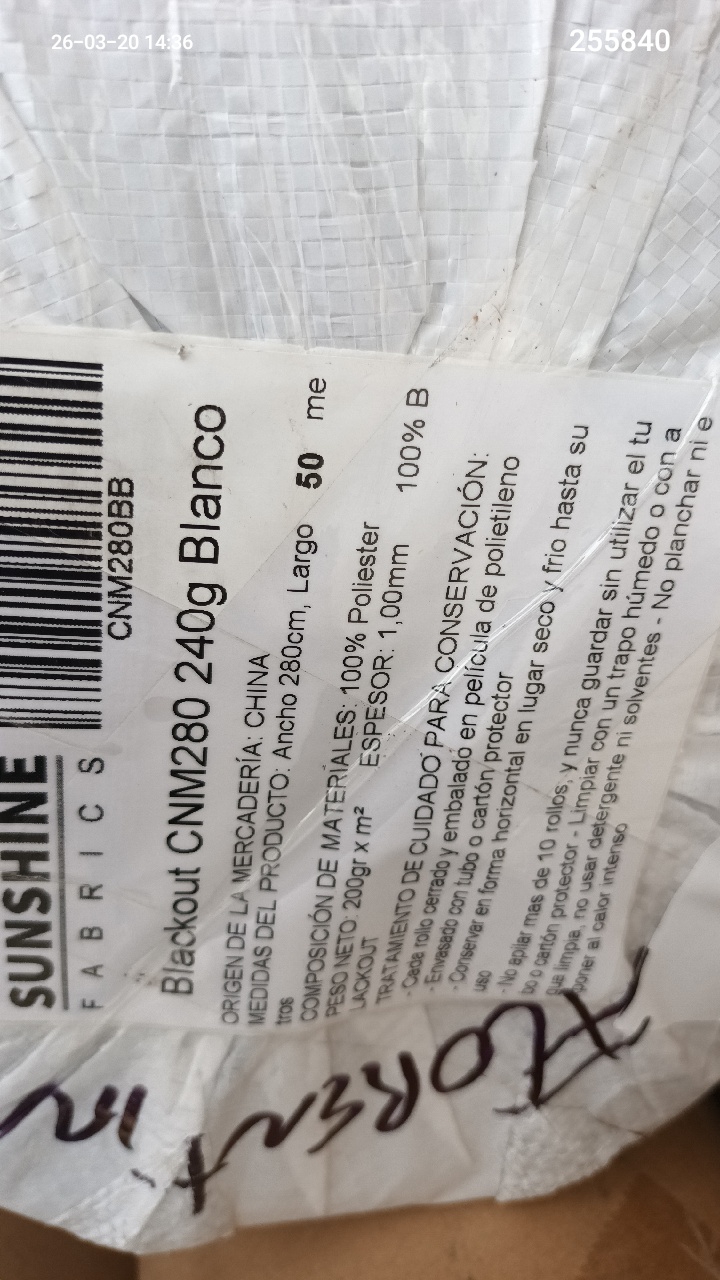 26-03-20 14:36
255840
SUNSHINE
FABRICS
CNM280BB
Blackout CNM280 240g Blanco
ORIGEN DE LA MERCADERÍA: CHINA
MEDIDAS DEL PRODUCTO: Ancho 280cm, Largo 50 me
tros
COMPOSICIÓN DE MATERIALES: 100% Poliester
PESO NETO: 200gr x m² ESPESOR: 1,00mm 100% B
LACKOUT
TRATAMIENTO DE CUIDADO PARA CONSERVACIÓN:
- Cada rollo cerrado y embalado en película de polietileno
- Envasado con tubo o cartón protector
- Conservar en forma horizontal en lugar seco y frio hasta su
uso
- No apilar mas de 10 rollos, y nunca guardar sin utilizar el tu
bo o cartón protector - Limpiar con un trapo húmedo o con a
gua limpia, no usar detergente ni solventes - No planchar ni e
xponer al calor intenso
FLORENTIN